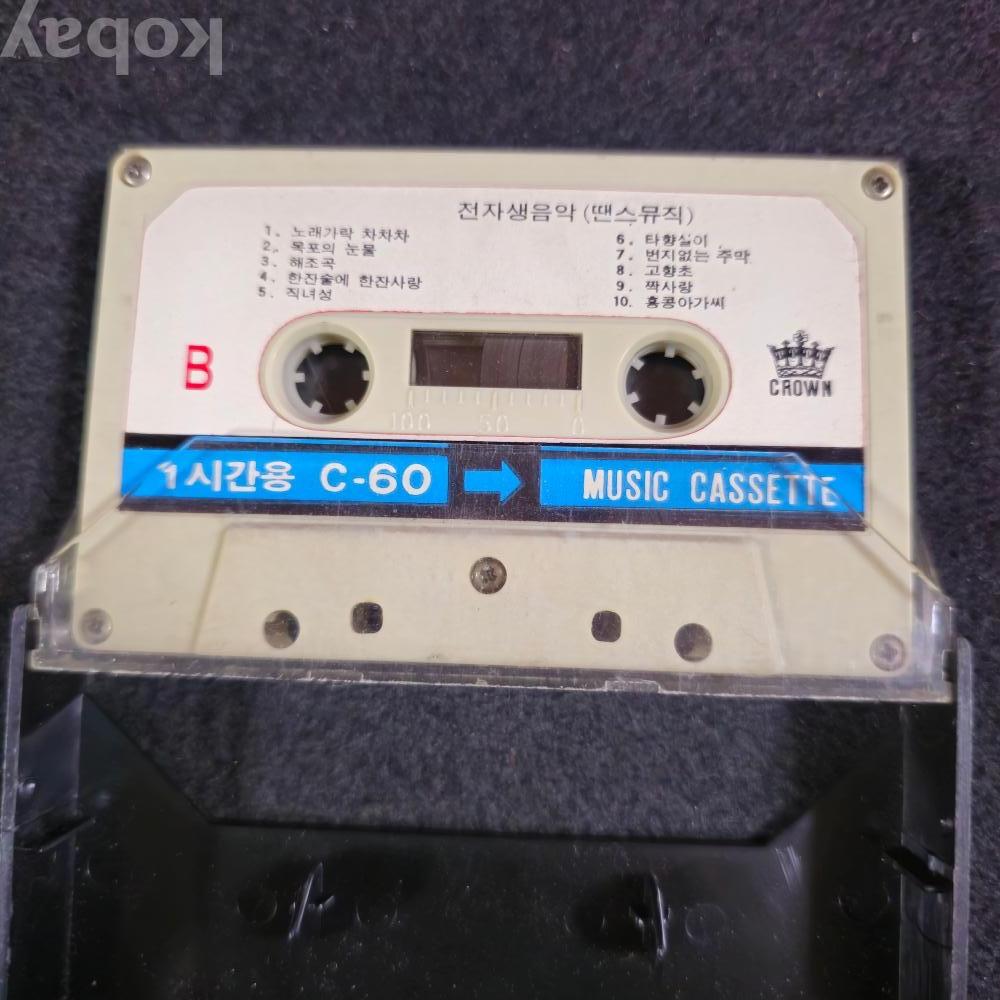 kobay
전자생음악 (땐스뮤직)
1. 노래가락 차차차
2. 목포의 눈물
3. 해조곡
4. 한잔술에 한잔사랑
5. 직녀성
6. 타향살이
7. 번지없는 주막
8. 고향초
9. 짝사랑
10. 홍콩아가씨
B
CROWN
100 50 0
1시간용 C-60
MUSIC CASSETTE